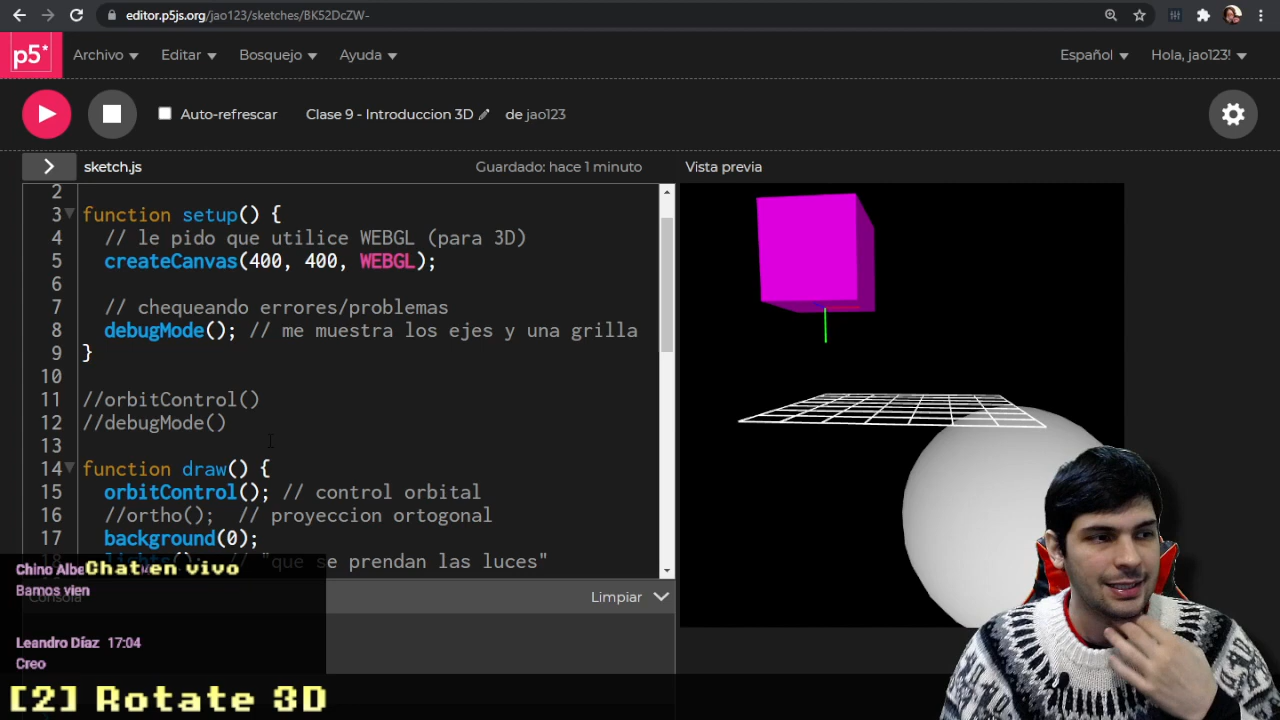 editor.p5js.org/jao123/sketches/BK52DcZW-
p5*
Archivo
Editar
Bosquejo
Ayuda
Español
Hola, jao123!
Auto-refrescar
Clase 9 - Introduccion 3D
de jao123
sketch.js
Guardado: hace 1 minuto
Vista previa
2
3 function setup() {
4 // le pido que utilice WEBGL (para 3D)
5 createCanvas(400, 400, WEBGL);
6
7 // chequeando errores/problemas
8 debugMode(); // me muestra los ejes y una grilla
9 }
10
11 //orbitControl()
12 //debugMode()
13
14 function draw() {
15 orbitControl(); // control orbital
16 //ortho(); // proyeccion ortogonal
17 background(0);
18 lights(); // "que se prendan las luces"
Consola
Limpiar
Chat en vivo
Chino Albe
Bamos vien
Leandro Díaz 17:04
Creo
[2] Rotate 3D